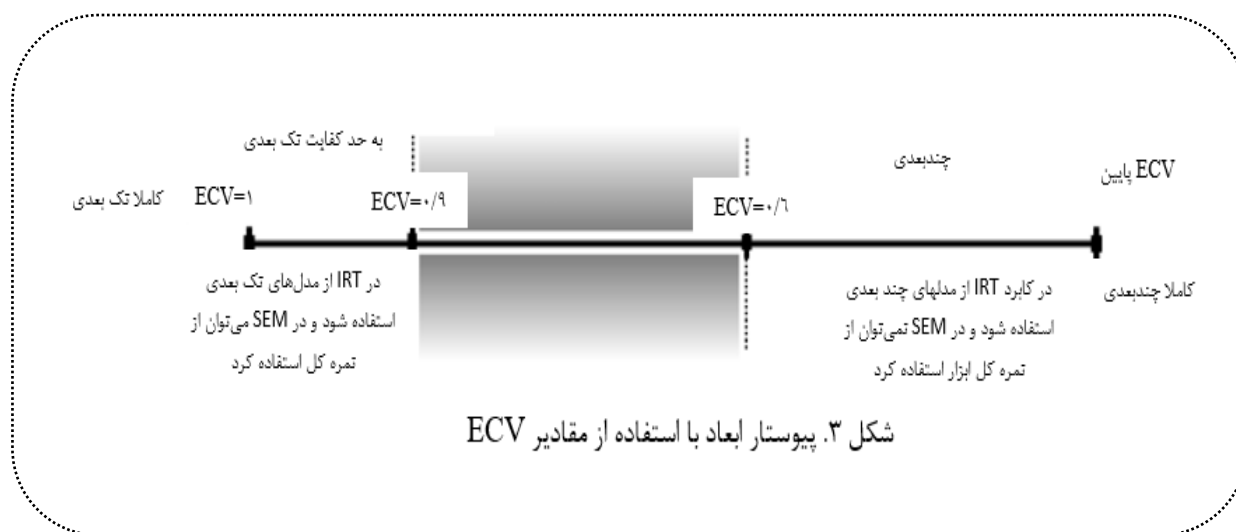 به حد کفایت تک بعدی
چندبعدی
ECV پایین
کاملا تک بعدی
ECV=۱
ECV=۰/۹
ECV=۰/٦
کاملا چندبعدی
در IRT از مدل‌های تک بعدی
استفاده شود و در SEM می‌توان از
نمره کل استفاده کرد
در کابرد IRT از مدلهای چند بعدی
استفاده شود و در SEM نمی‌توان از
نمره کل ابزار استفاده کرد
شکل ۳. پیوستار ابعاد با استفاده از مقادیر ECV